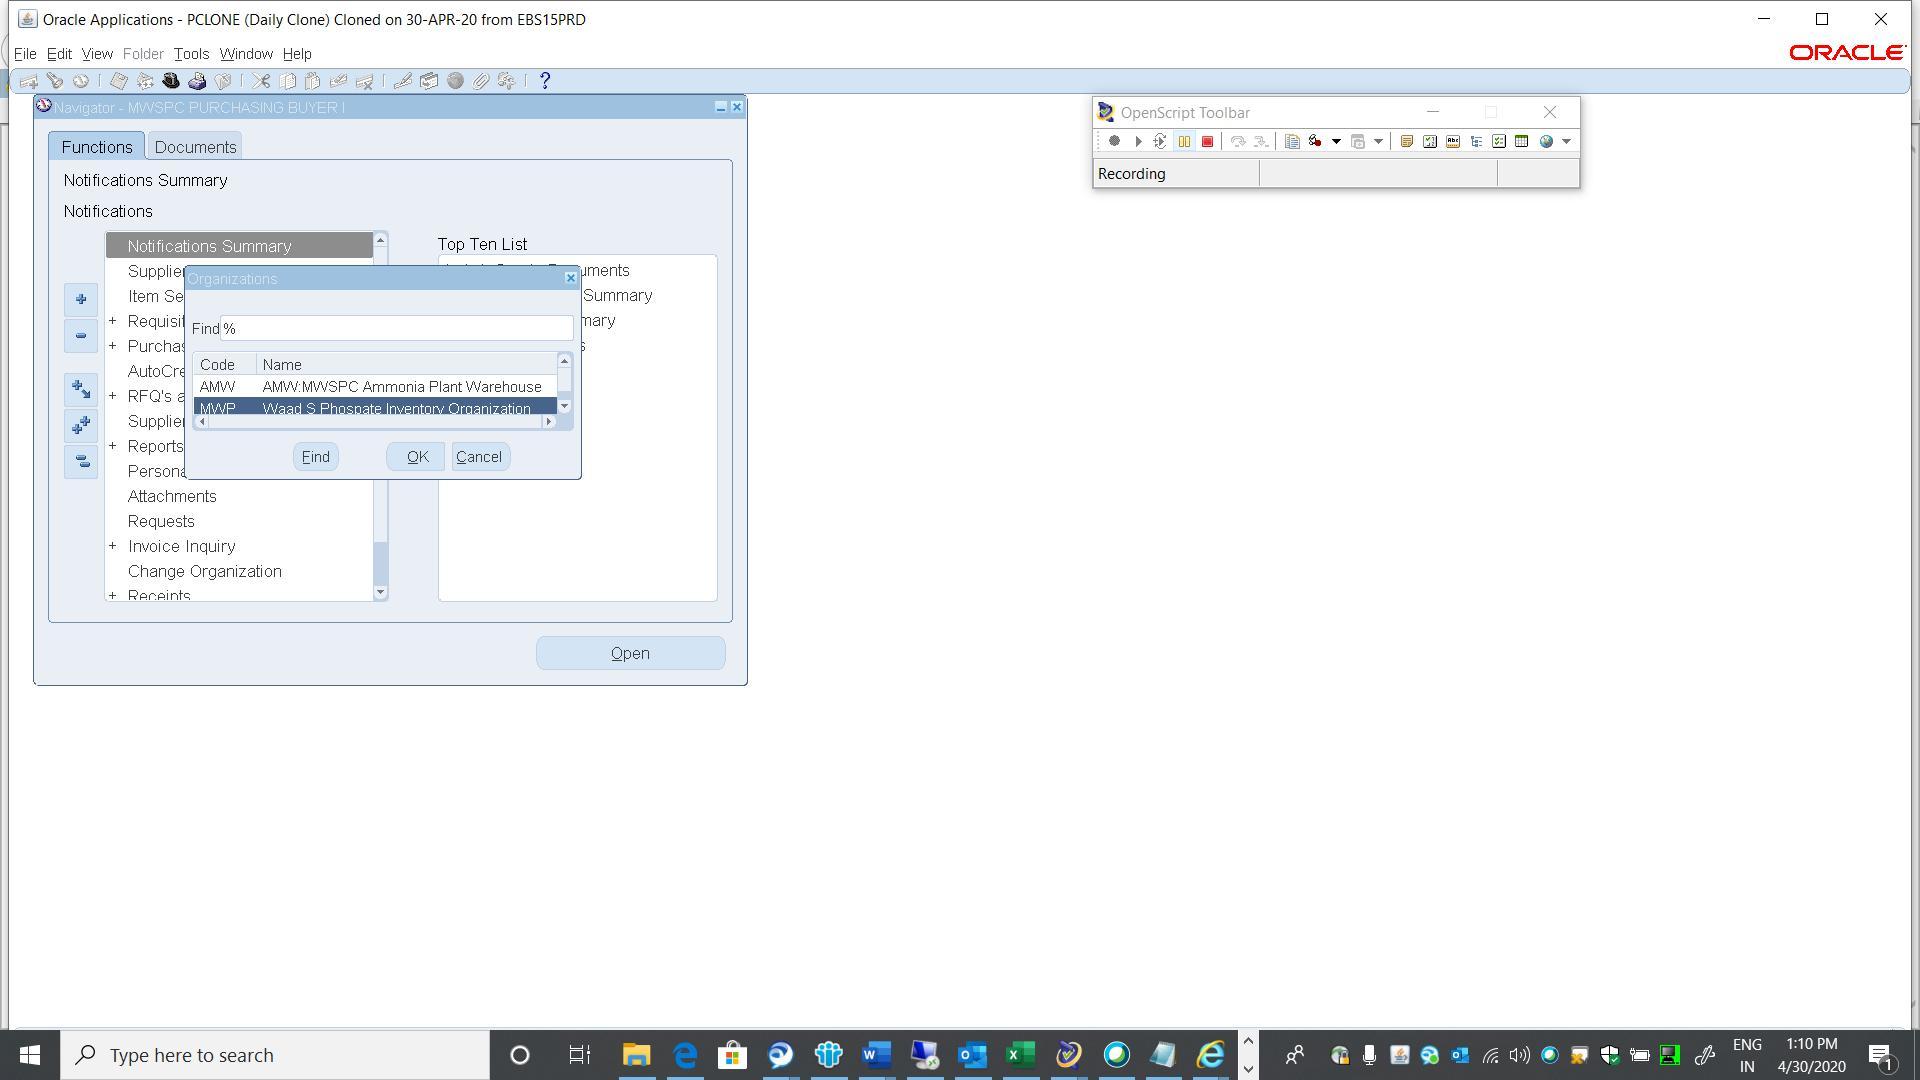 Oracle Applications - PCLONE (Daily Clone) Cloned on 30-APR-20 from EBS15PRD
File Edit View Folder Tools Window Help
ORACLE
Navigator - MWSPC PURCHASING BUYER I
OpenScript Toolbar
Recording
Functions Documents
Notifications Summary
Notifications
Notifications Summary
Supplie
Item Se
+ Requisi
+ Purchas
AutoCre
+ RFQ's a
Supplie
+ Reports
Persona
Attachments
Requests
+ Invoice Inquiry
Change Organization
+ Receipts
Top Ten List
uments
Summary
mary
s
Open
Organizations
Find %
Code Name
AMW AMW:MWSPC Ammonia Plant Warehouse
MWP Waad S Phospate Inventory Organization
Find OK Cancel
Type here to search
ENG
IN
1:10 PM
4/30/2020
1